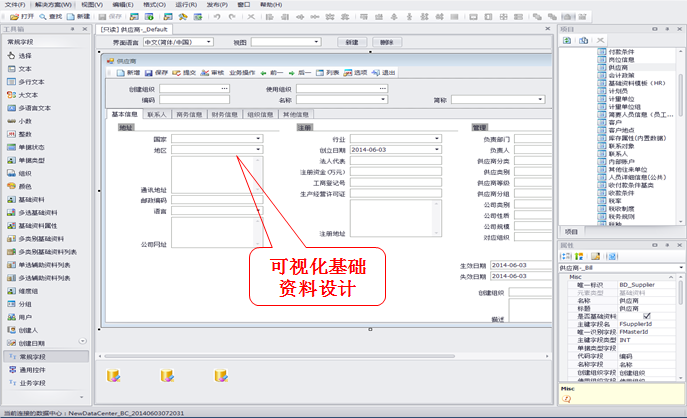 文件(F) 解决方案(W) 视图(V) 编辑(E) 格式(O) 运行(R) 发布(P) 窗口 帮助(H)
打开 查找 新建
工具箱
常规字段
选择
文本
多行文本
大文本
多语言文本
小数
整数
单据状态
单据类型
组织
颜色
基础资料
多选基础资料
基础资料属性
多类别基础资料
多类别基础资料列表
单选辅助资料列表
多选辅助资料列表
维度组
分组
用户
创建人
创建日期
常规字段
通用控件
业务字段
[只读] 供应商-_Default
界面语言 中文(简体/中国) 视图 新建 删除
供应商
新增 保存 提交 审核 业务操作 前一 后一 列表 选项 退出
创建组织 使用组织
编码 名称 简称
基本信息 联系人 商务信息 财务信息 组织信息 其他信息
地址 注册 管理
国家 行业 负责部门
地区 创立日期 2014-06-03 负责人
法人代表 供应商分类
注册资金(万元) 供应类别
通讯地址 工商登记号 供应商等级
邮政编码 生产经营许可证 供应商分组
语言 公司类别
公司性质
注册地址 公司规模
公司网址 对应组织
可视化基础
资料设计
生效日期 2014-06-03
失效日期 2014-06-03
创建组织
描述
项目
付款条件
岗位信息
供应商
会计政策
基础资料模板（HR）
计划员
计量单位
计量单位组
简要人员信息（员工...
客户
客户地点
库存属性(内置数据)
联系对象
联系人
内部账户
其他往来单位
人员详细信息(公共)
收付款条件基类
收付类别
税率
税收制度
税务规则
项目
属性
供应商-_Bill
Misc
唯一标识 BD_Supplier
元素类型 基础资料
名称 供应商
标题 供应商
是否基础资料
主键字段名 FSupplierId
唯一识别字段 FMasterId
主键字段类型 INT
单据类型字段
代码字段 编码
名称字段 名称
创建组织字段 创建组织
使用组织字段 使用组织
Misc
当前连接的数据中心：NewDataCenter_BC_20140603072031